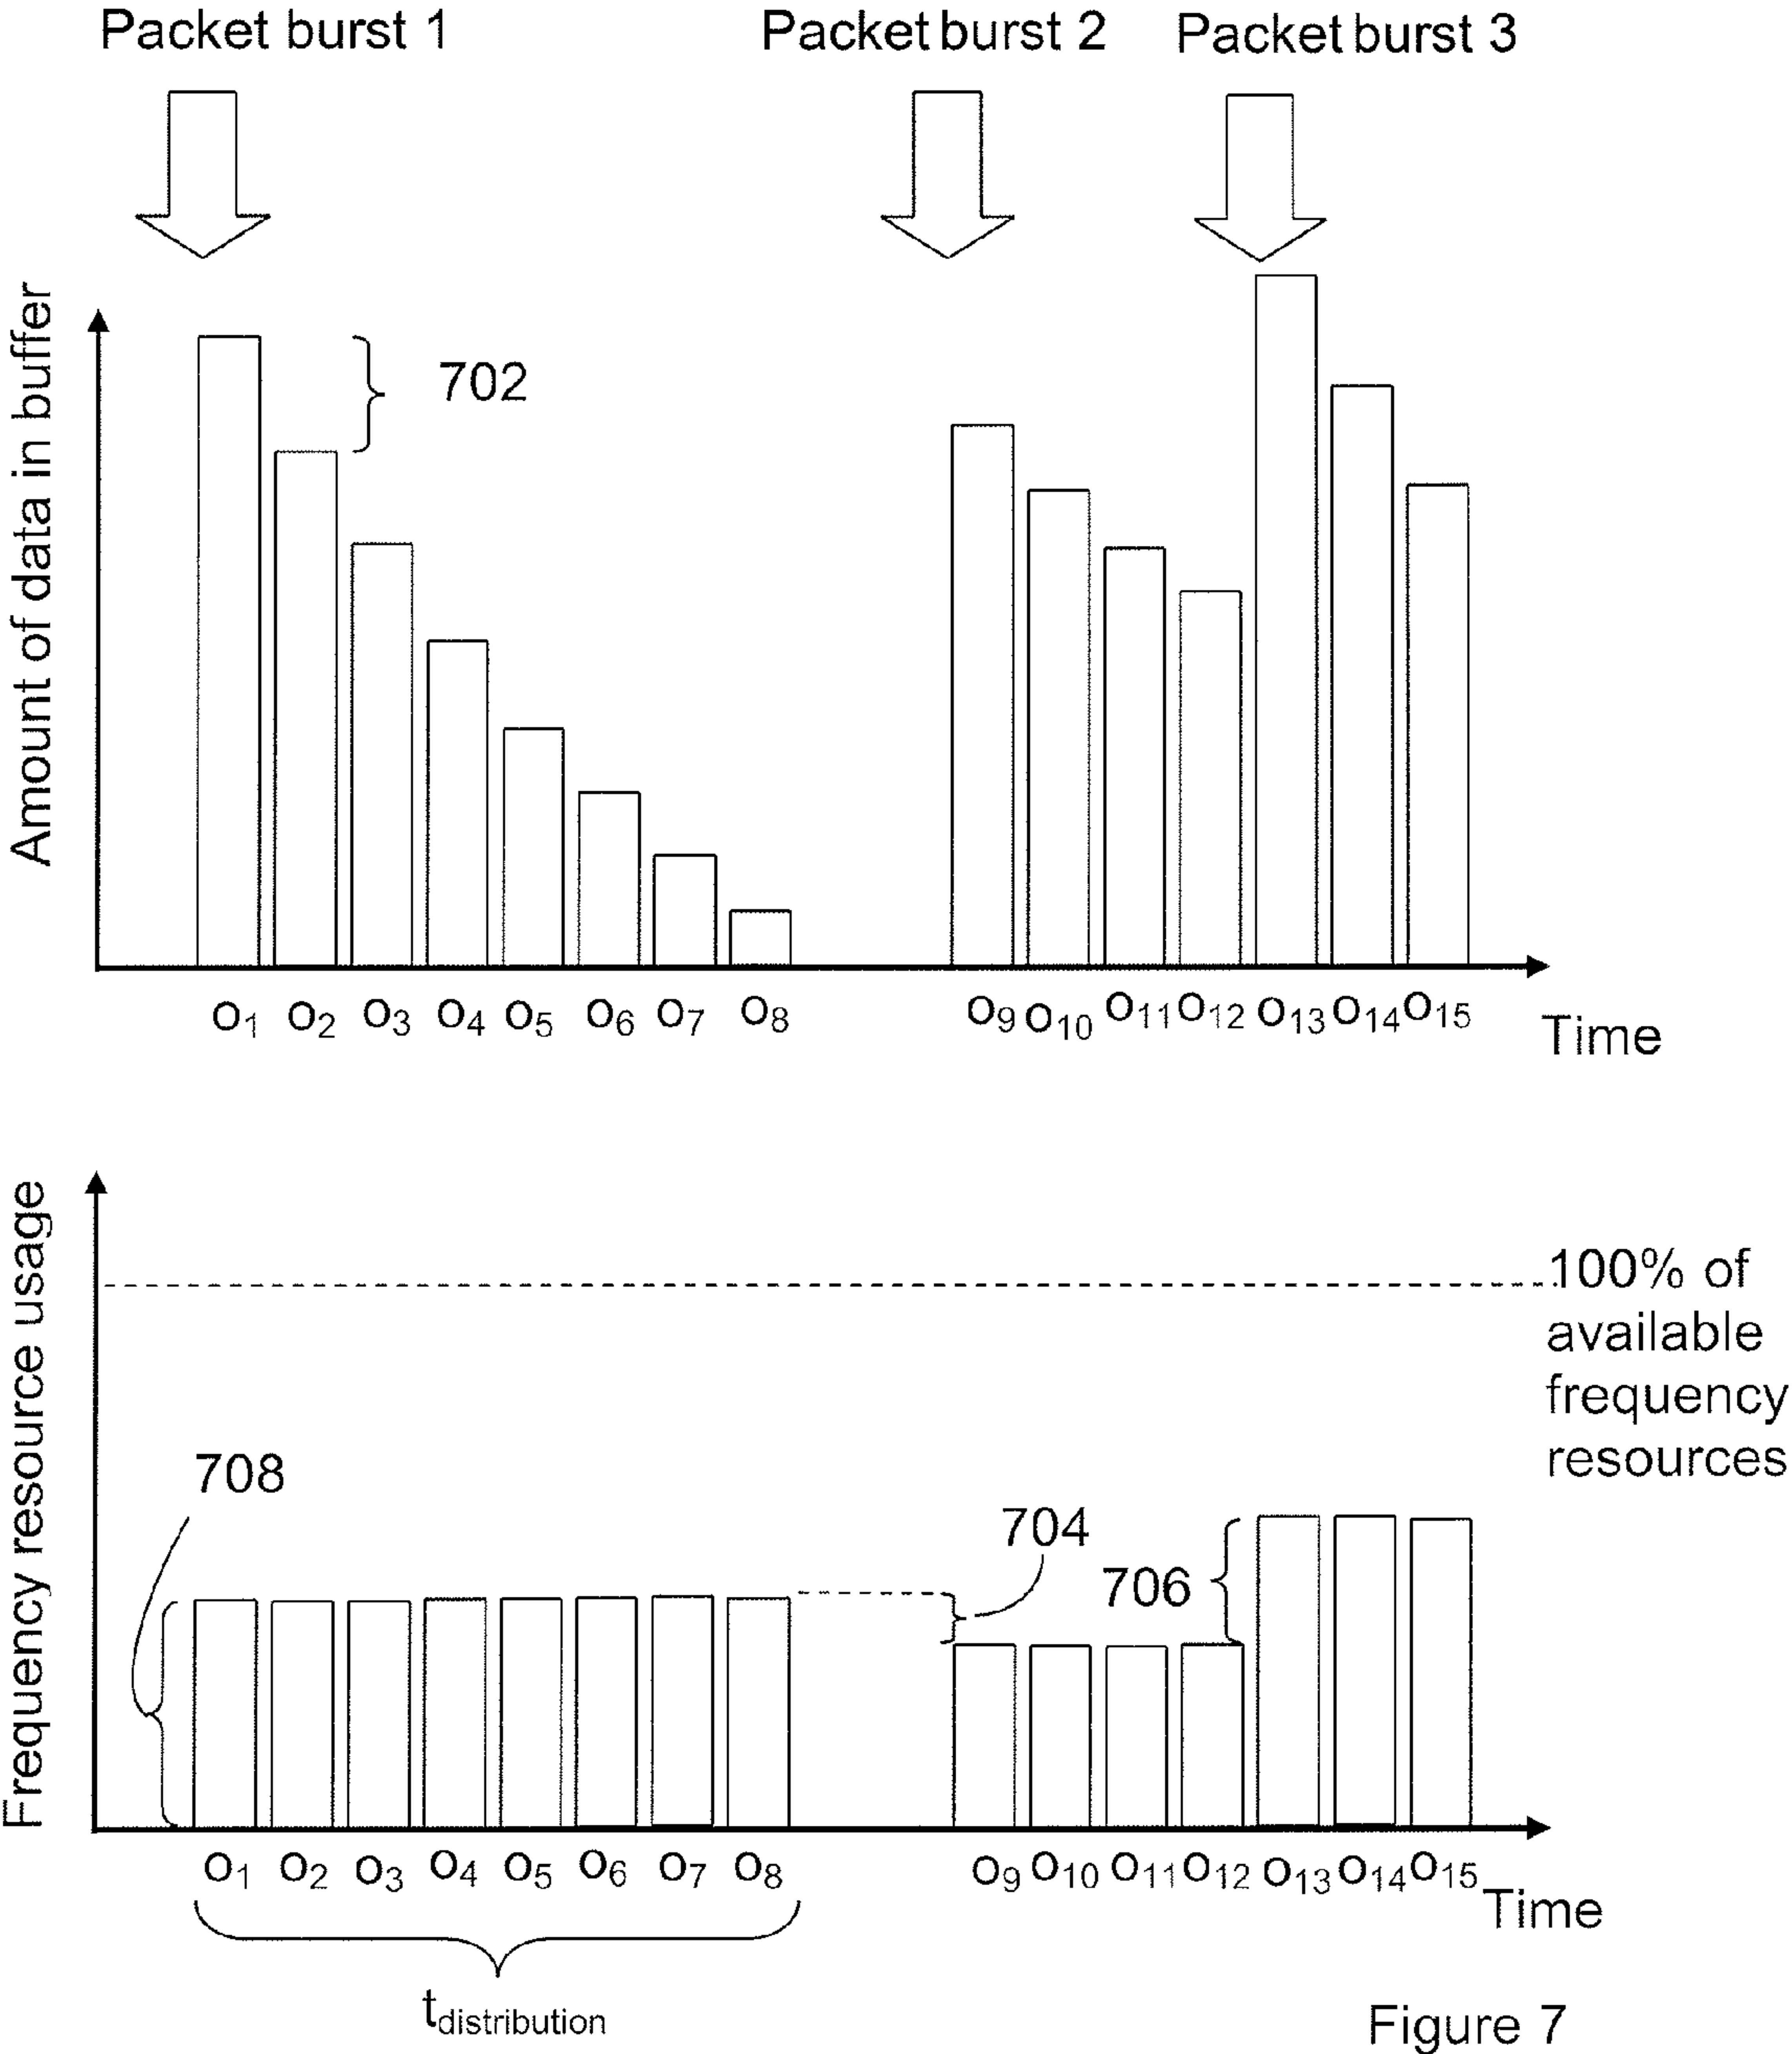 Packet burst 1
Packet burst 2
Packet burst 3
Amount of data in buffer
702
O₁ O₂ O₃ O₄ O₅ O₆ O₇ O₈ O₉ O₁₀ O₁₁ O₁₂ O₁₃ O₁₄ O₁₅
Time
Frequency resource usage
100% of
available
frequency
resources
708
704
706
O₁ O₂ O₃ O₄ O₅ O₆ O₇ O₈ O₉ O₁₀ O₁₁ O₁₂ O₁₃ O₁₄ O₁₅
Time
tdistribution
Figure 7